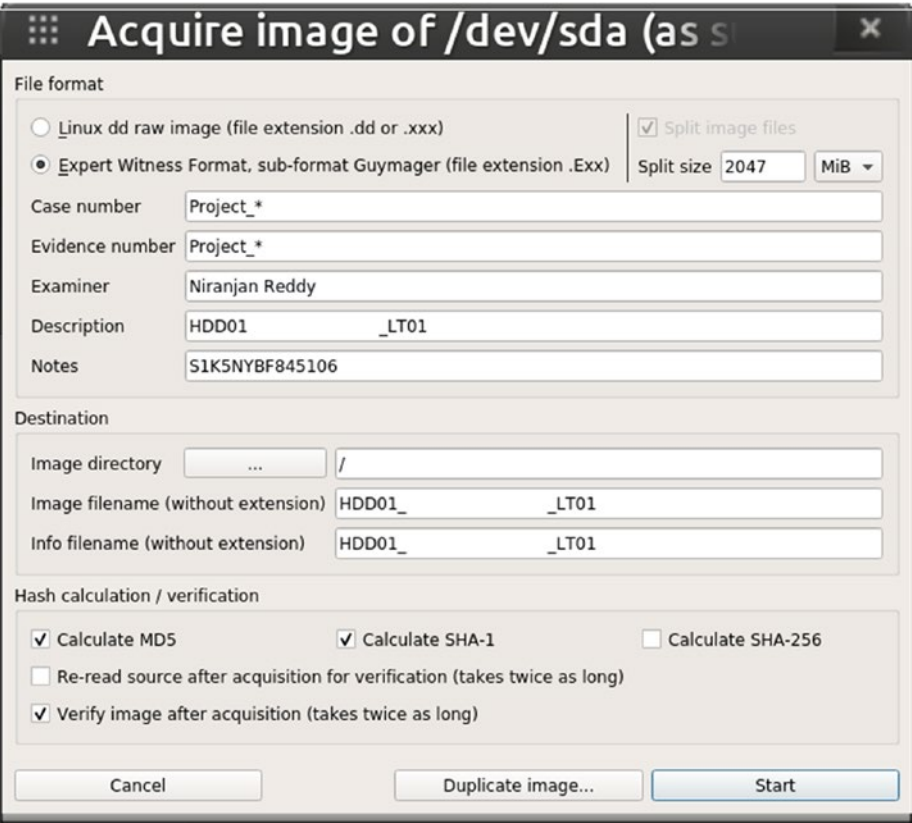 Acquire image of /dev/sda (as s
File format
Linux dd raw image (file extension .dd or .xxx)
Split image files
Expert Witness Format, sub-format Guymager (file extension .Exx)
Split size 2047 MiB
Case number Project_*
Evidence number Project_*
Examiner Niranjan Reddy
Description HDD01 _LT01
Notes S1K5NYBF845106
Destination
Image directory ... /
Image filename (without extension) HDD01_ _LT01
Info filename (without extension) HDD01_ _LT01
Hash calculation / verification
Calculate MD5 Calculate SHA-1 Calculate SHA-256
Re-read source after acquisition for verification (takes twice as long)
Verify image after acquisition (takes twice as long)
Cancel Duplicate image... Start